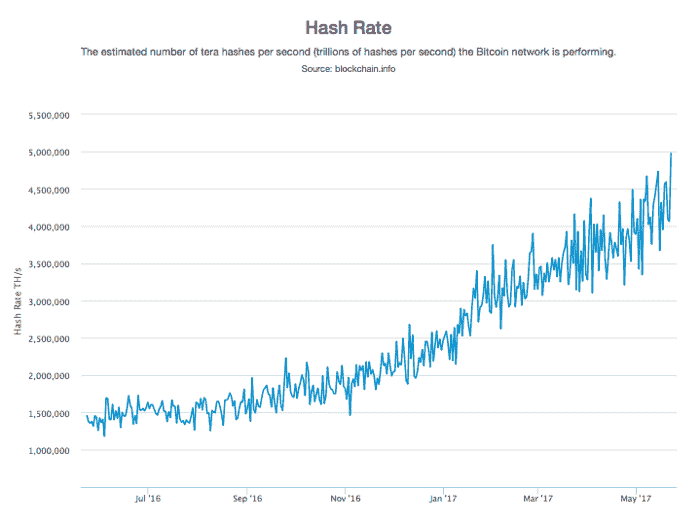 Hash Rate
The estimated number of tera hashes per second (trillions of hashes per second) the Bitcoin network is performing.
Source: blockchain.info
5,500,000
5,000,000
4,500,000
4,000,000
3,500,000
3,000,000
2,500,000
2,000,000
1,500,000
1,000,000
Hash Rate TH/s
Jul '16
Sep '16
Nov '16
Jan '17
Mar '17
May '17